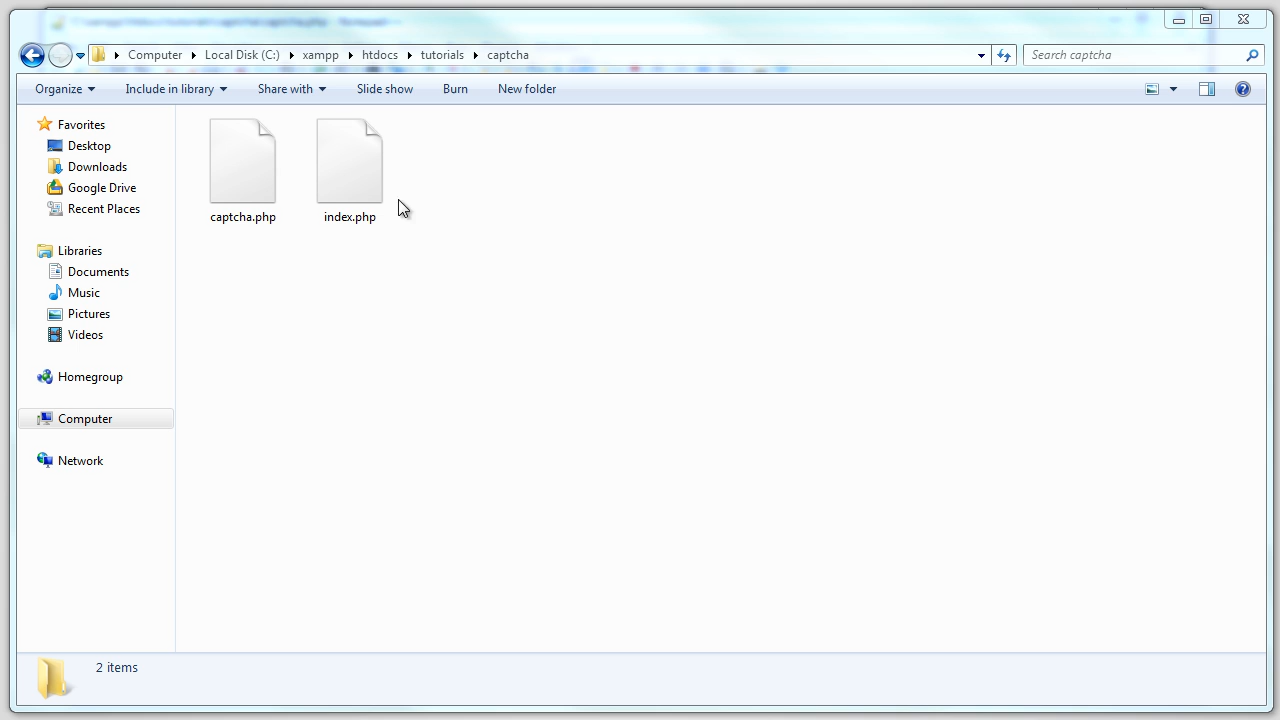 Computer Local Disk (C:) xampp htdocs tutorials captcha
Search captcha
Organize Include in library Share with Slide show Burn New folder
Favorites
Desktop
Downloads
Google Drive
Recent Places
Libraries
Documents
Music
Pictures
Videos
Homegroup
Computer
Network
captcha.php index.php
2 items